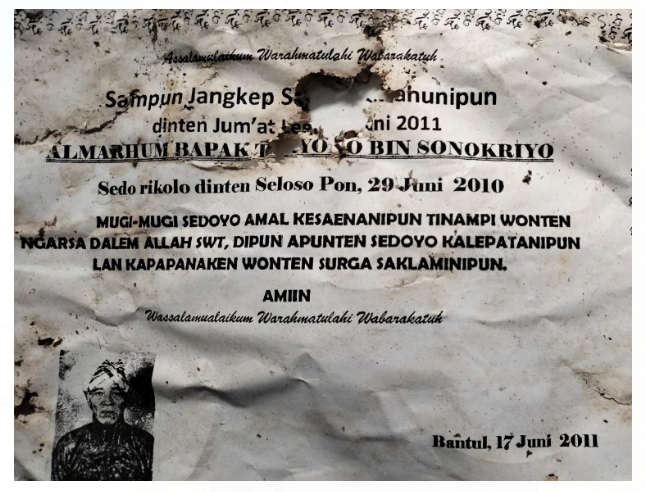 Assalamulaikum Warahmatulahi Wabarakatuh
Sampun Jangkep
dinten Jum'at 2011
ALMARHUM BAPAK BIN SONOKRIYO
Sedo rikolo dinten Seloso Pon, 29 Juni 2010
MUGI-MUGI SEDOYO AMAL KESAENANIPUN TINAMPI WONTEN
NGARSA DALEM ALLAH SWT, DIPUN APUNTEN SEDOYO KALEPATANIPUN
LAN KAPAPANAKEN WONTEN SURGA SAKLAMINIPUN.
AMIIN
Wassalamualaikum Warahmatulahi Wabarakatuh
Bantul, 17 Juni 2011